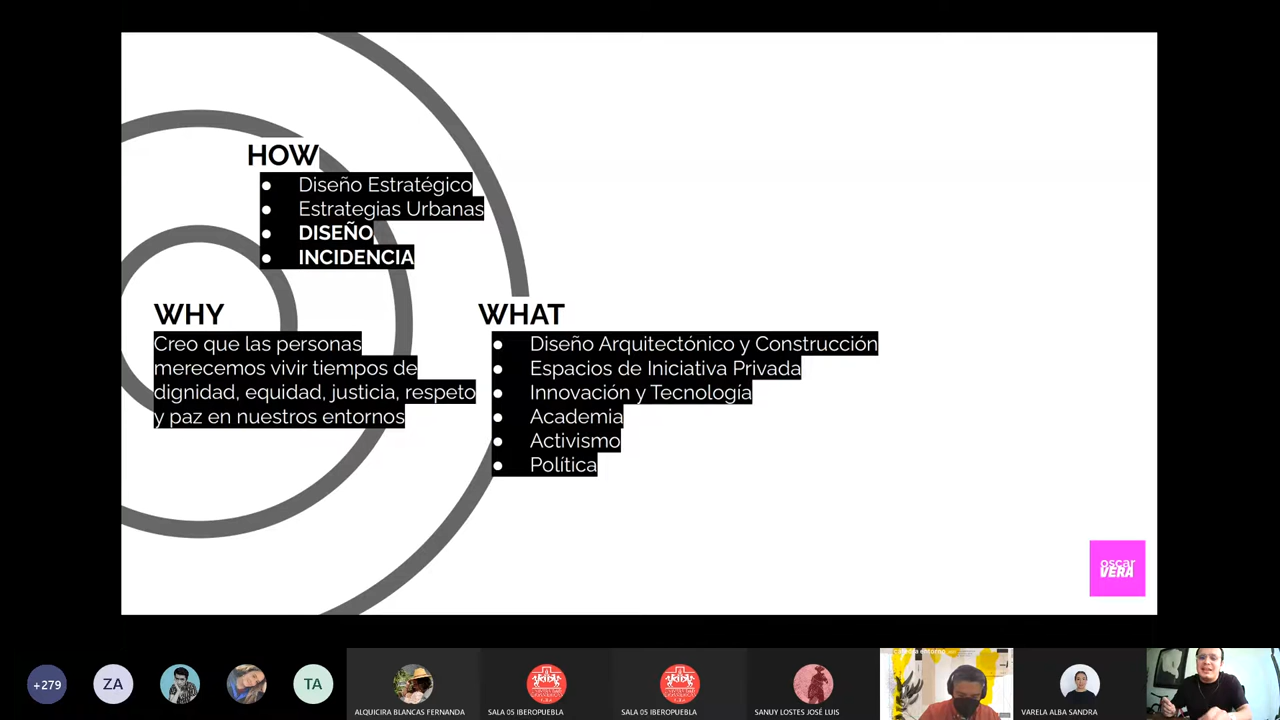 HOW
● Diseño Estratégico
● Estrategias Urbanas
● DISEÑO
● INCIDENCIA
WHY
Creo que las personas
merecemos vivir tiempos de
dignidad, equidad, justicia, respeto
y paz en nuestros entornos
WHAT
● Diseño Arquitectónico y Construcción
● Espacios de Iniciativa Privada
● Innovación y Tecnología
● Academia
● Activismo
● Política
oscar
VERA
+279
ZA
TA
ALQUICIRA BLANCAS FERNANDA
SALA 05 IBEROPUEBLA
SALA 05 IBEROPUEBLA
SANUY LOSTES JOSÉ LUIS
VARELA ALBA SANDRA